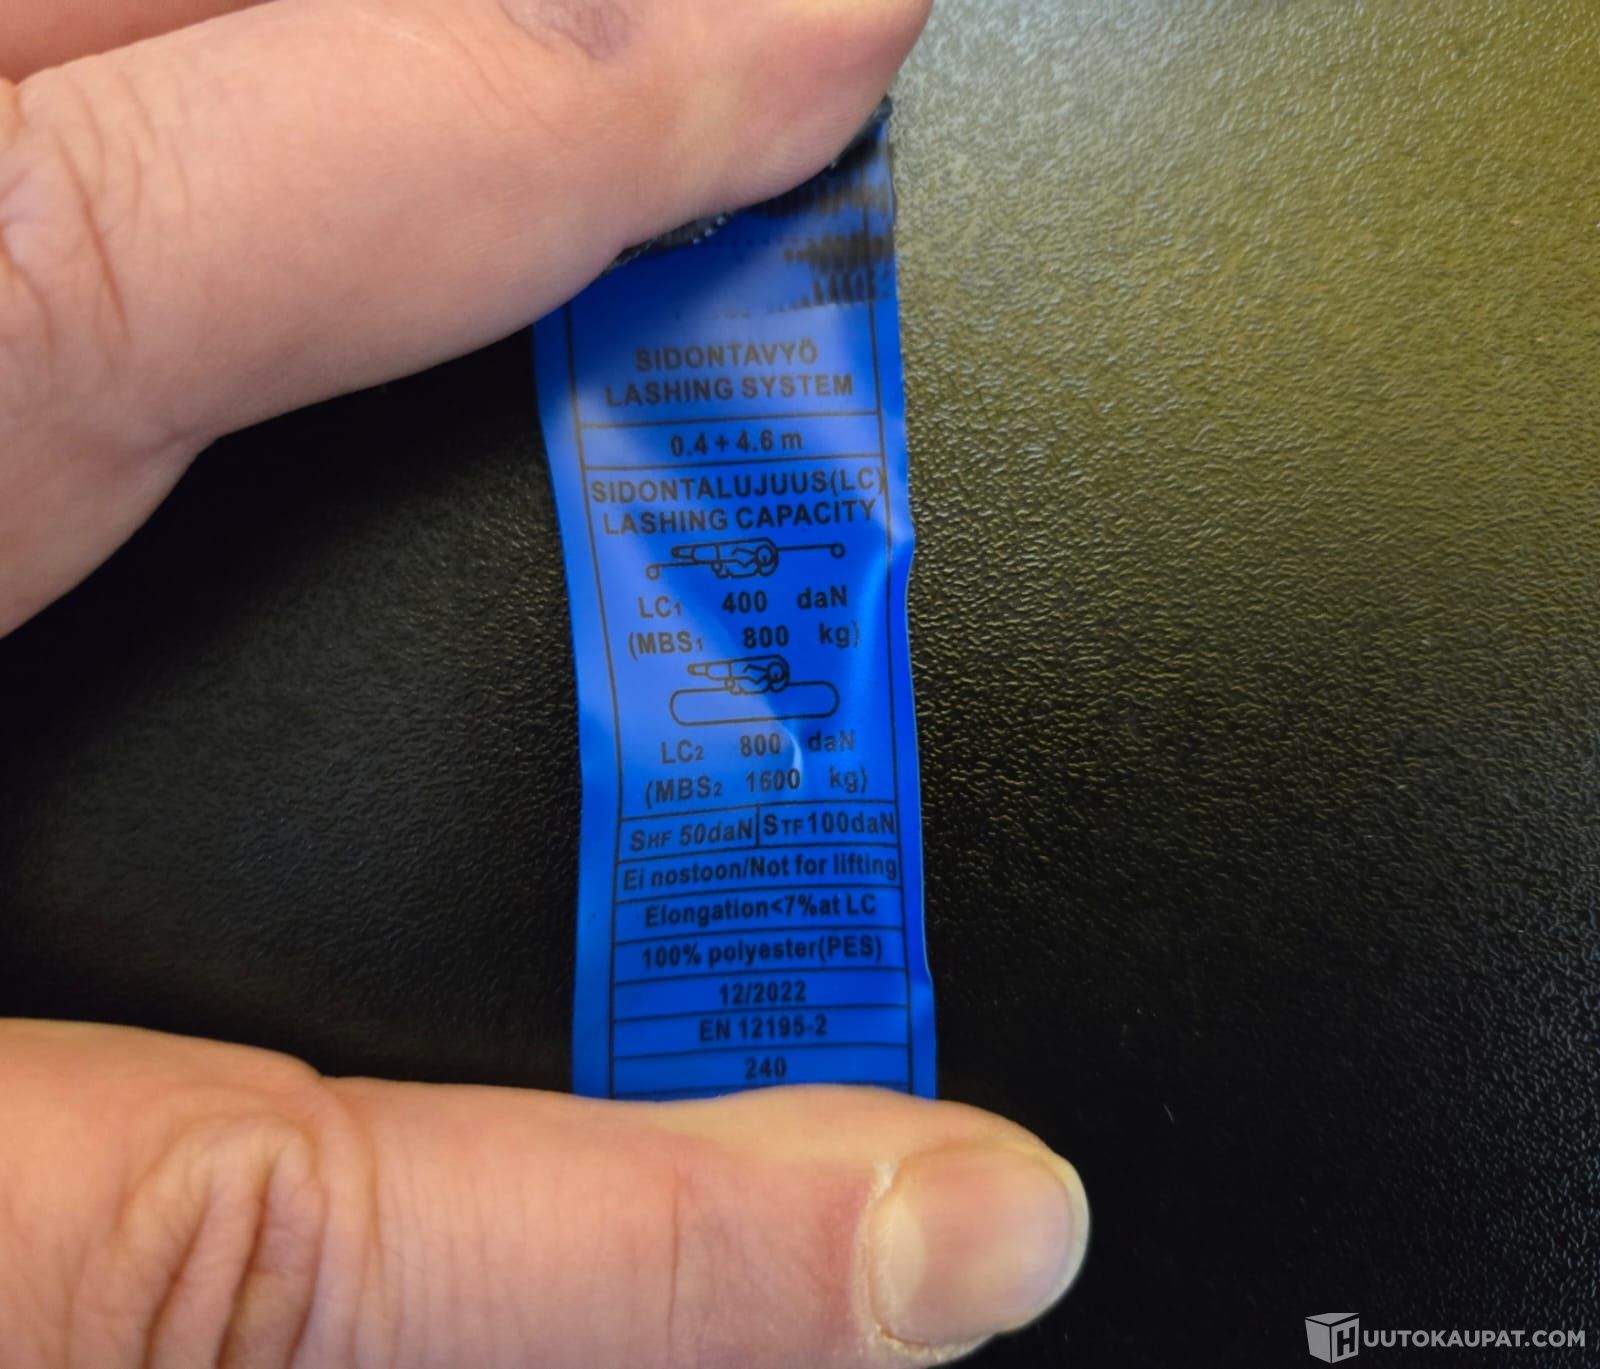 SIDONTAVYÖ
LASHING SYSTEM
0.4 + 4.6 m
SIDONTALUJUUS(LC)
LASHING CAPACITY
LC1 400 daN
(MBS1 800 kg)
LC2 800 daN
(MBS2 1600 kg)
SHF 50daN STF 100daN
Ei nostoon/Not for lifting
Elongation<7%at LC
100% polyester(PES)
12/2022
EN 12195-2
240
HUUTOKAUPAT.COM